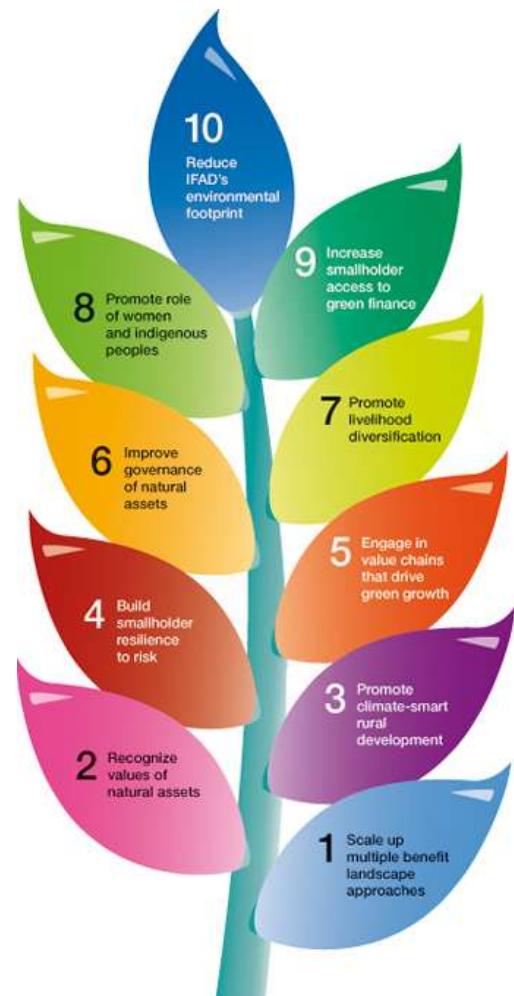 10
Reduce
IFAD's
environmental
footprint
9 Increase
smallholder
access to
green finance
8 Promote role
of women
and indigenous
peoples
7 Promote
livelihood
diversification
6 Improve
governance
of natural
assets
5 Engage in
value chains
that drive
green growth
4 Build
smallholder
resilience
to risk
3 Promote
climate-smart
rural
development
2 Recognize
values of
natural assets
1 Scale up
multiple benefit
landscape
approaches